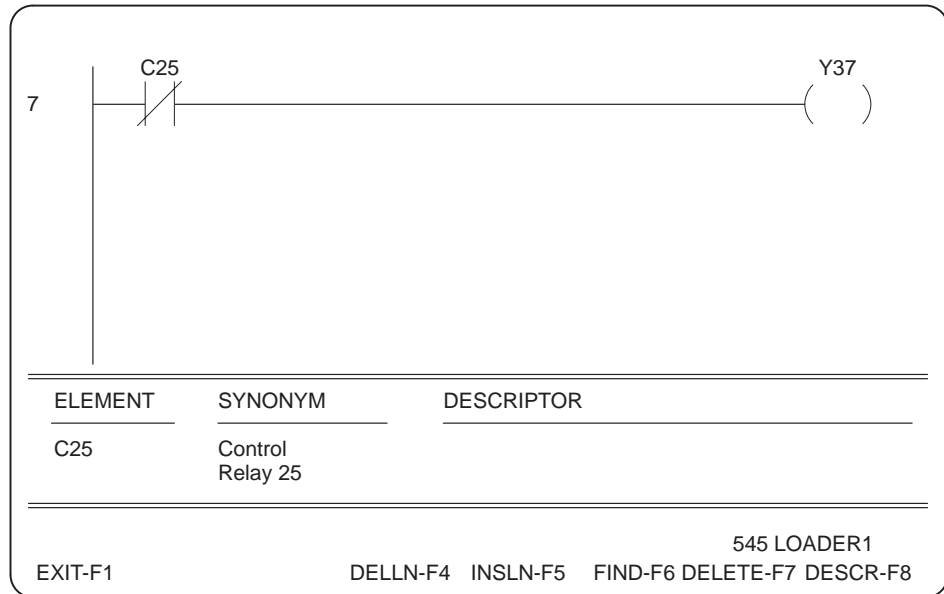 C25 Y37
7
ELEMENT SYNONYM DESCRIPTOR
C25 Control
Relay 25
545 LOADER1
EXIT-F1 DELLN-F4 INSLN-F5 FIND-F6 DELETE-F7 DESCR-F8